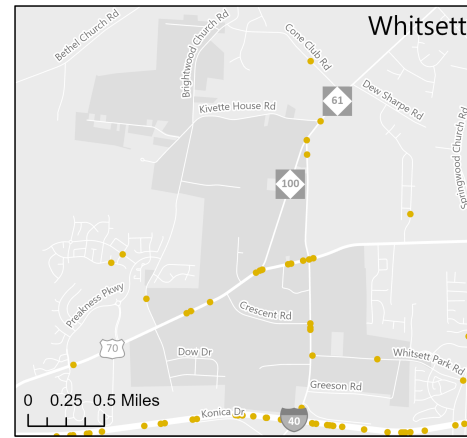 Whitsett
Bethel Church Rd
Brightwood Church Rd
Cone Club Rd
61
Dew Sharpe Rd
Kivette House Rd
Springwood Church Rd
100
Preakness Pkwy
Crescent Rd
70
Dow Dr
Whitsett Park Rd
Greeson Rd
0 0.25 0.5 Miles
Konica Dr
40